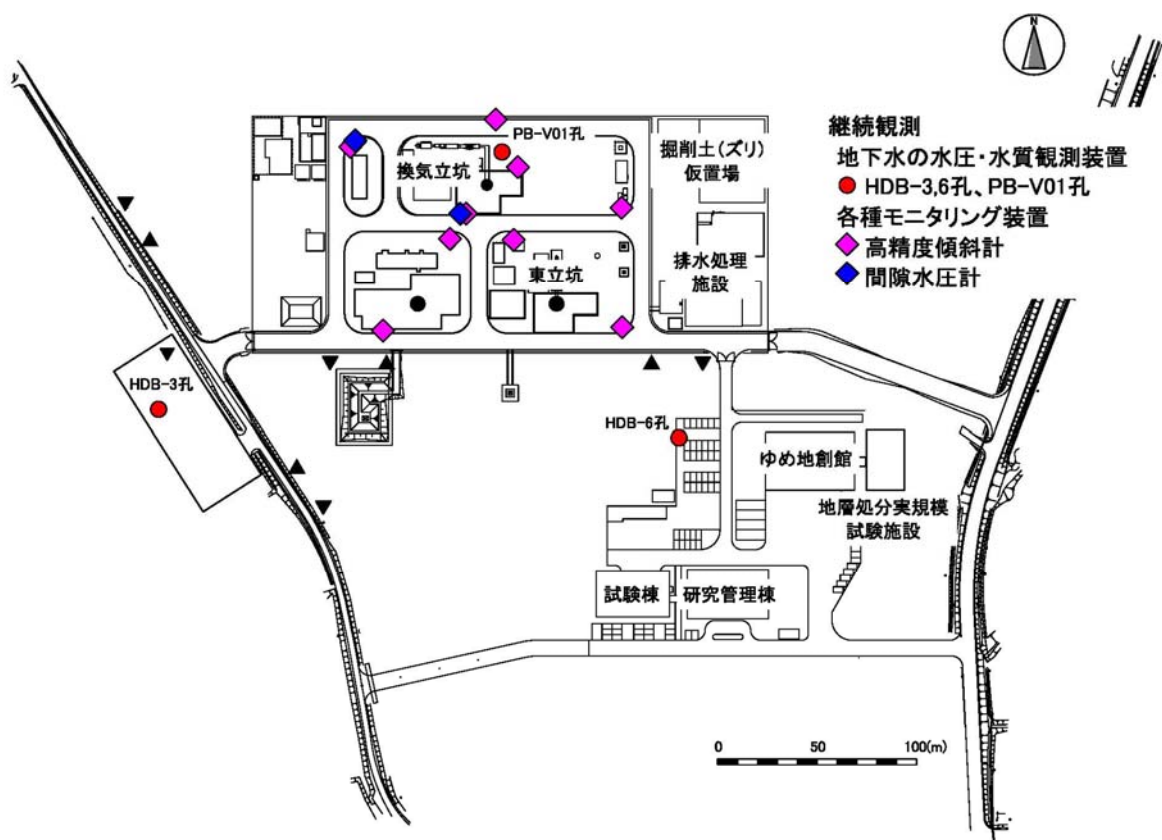 N
継続観測
地下水の水圧・水質観測装置
HDB-3,6孔、PB-V01孔
各種モニタリング装置
高精度傾斜計
間隙水圧計
PB-V01孔
換気立坑
掘削土(ズリ)
仮置場
東立坑
排水処理
施設
HDB-3孔
HDB-6孔
ゆめ地創館
地層処分実規模
試験施設
試験棟
研究管理棟
0 50 100(m)